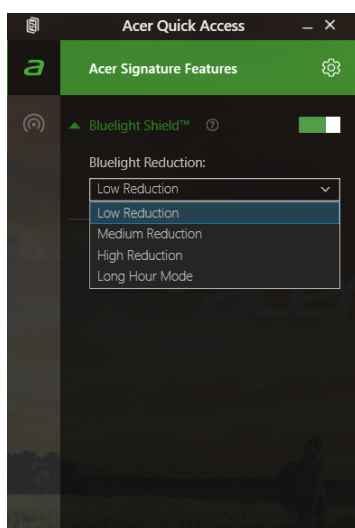 Acer Quick Access
Acer Signature Features
Bluelight Shield™
Bluelight Reduction:
Low Reduction
Low Reduction
Medium Reduction
High Reduction
Long Hour Mode
acer